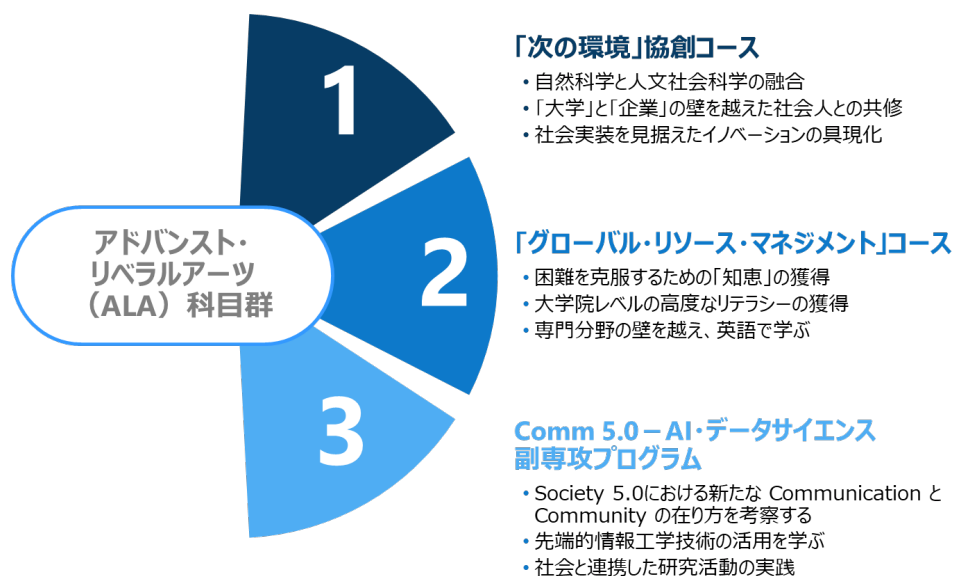 アドバンスト・
リベラルアーツ
（ALA）科目群
1
「次の環境」協創コース
・自然科学と人文社会科学の融合
・「大学」と「企業」の壁を越えた社会人との共修
・社会実装を見据えたイノベーションの具現化
2
「グローバル・リソース・マネジメント」コース
・困難を克服するための「知恵」の獲得
・大学院レベルの高度なリテラシーの獲得
・専門分野の壁を越え、英語で学ぶ
3
Comm 5.0－AI・データサイエンス
副専攻プログラム
・Society 5.0における新たな Communication と
Community の在り方を考察する
・先端的情報工学技術の活用を学ぶ
・社会と連携した研究活動の実践